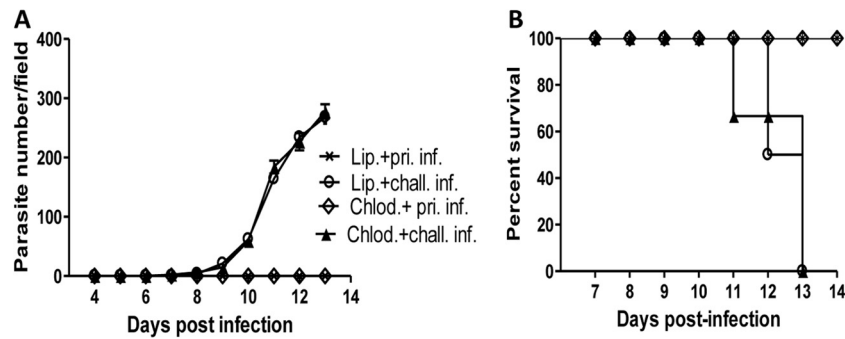 A
Parasite number/field
400
300
200
100
0
4 6 8 10 12 14
Days post infection
Lip.+pri. inf.
Lip.+chall. inf.
Chlod.+ pri. inf.
Chlod.+chall. inf.
B
Percent survival
100
80
60
40
20
0
7 8 9 10 11 12 13 14
Days post-infection